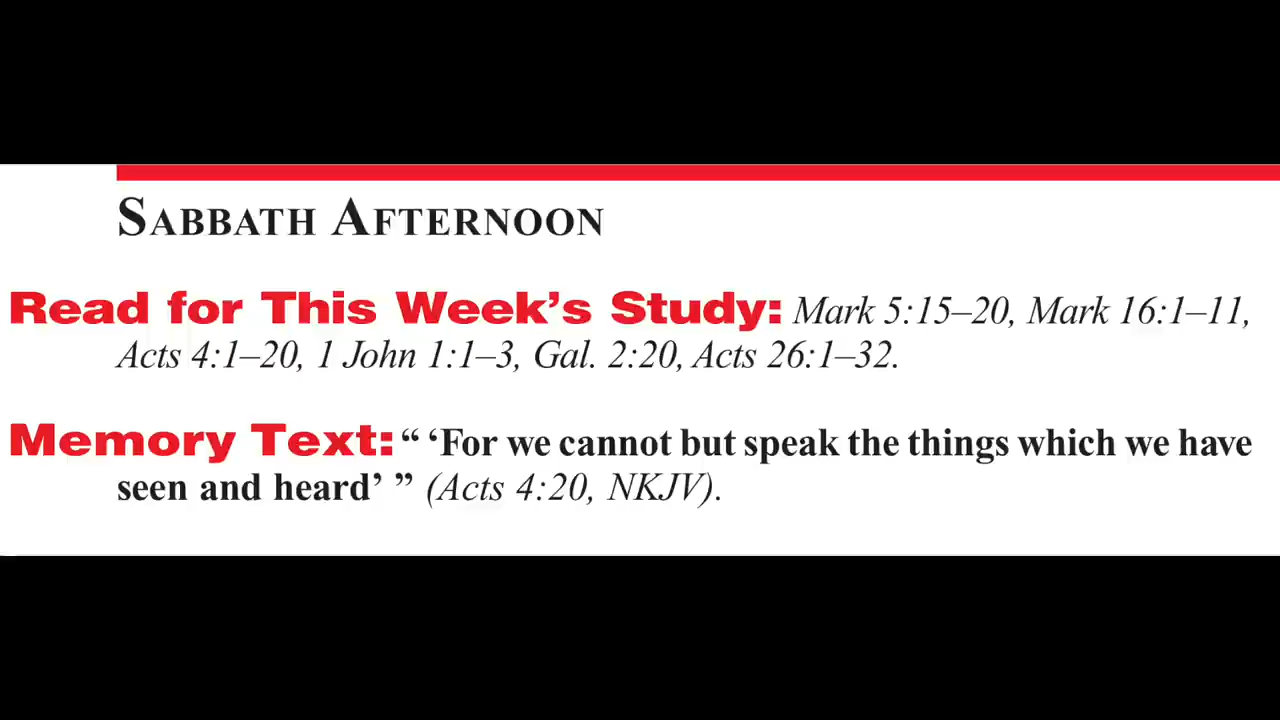 SABBATH AFTERNOON
Read for This Week’s Study: Mark 5:15–20, Mark 16:1–11,
Acts 4:1–20, 1 John 1:1–3, Gal. 2:20, Acts 26:1–32.
Memory Text: “ ‘For we cannot but speak the things which we have
seen and heard’ ” (Acts 4:20, NKJV).